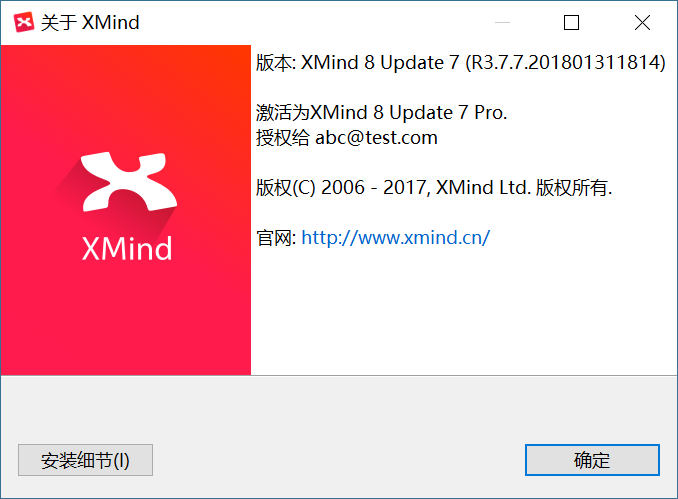 关于 XMind
版本: XMind 8 Update 7 (R3.7.7.201801311814)
激活为XMind 8 Update 7 Pro.
授权给 abc@test.com
版权(C) 2006 - 2017, XMind Ltd. 版权所有.
官网: http://www.xmind.cn/
XMind
安装细节(I)
确定